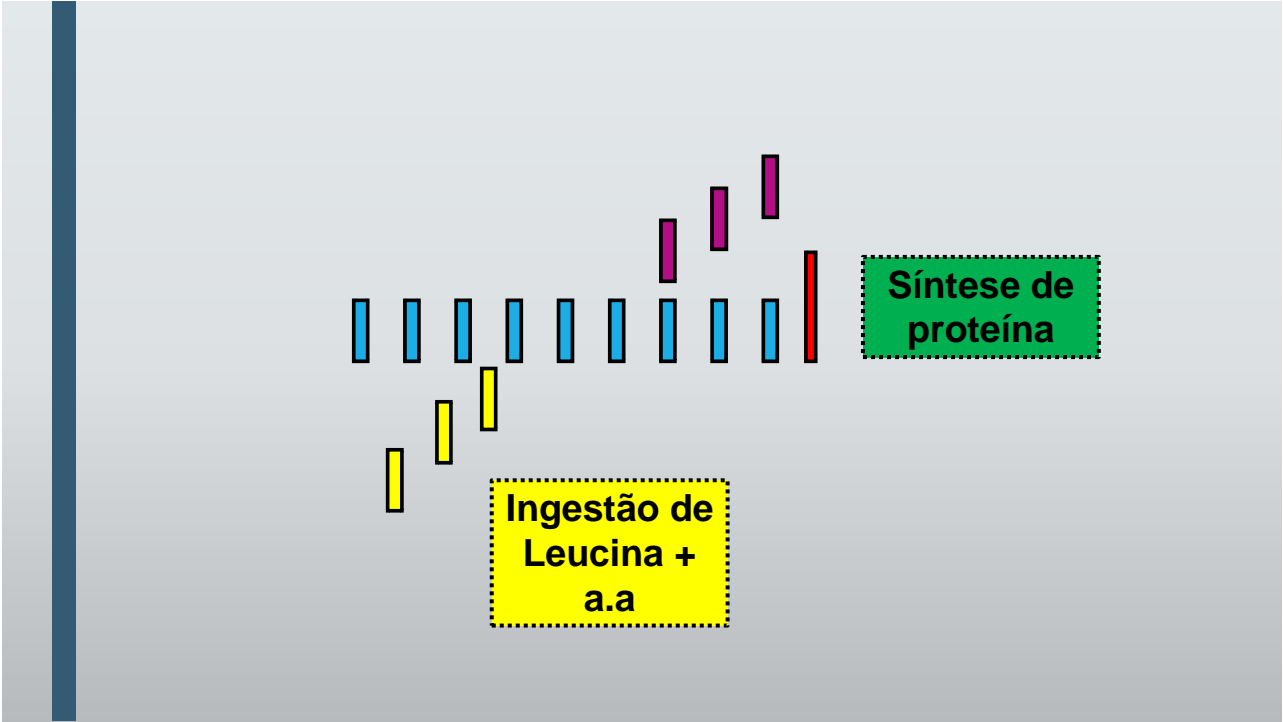 Síntese de
proteína
Ingestão de
Leucina +
a.a